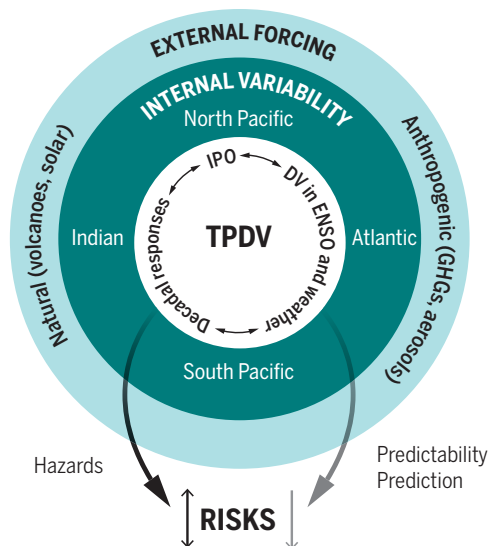 EXTERNAL FORCING
INTERNAL VARIABILITY
North Pacific
Natural (volcanoes, solar)
Anthropogenic (GHGs, aerosols)
IPO
DV in ENSO and weather
Decadal responses
Indian
TPDV
Atlantic
South Pacific
Hazards
Predictability
Prediction
RISKS